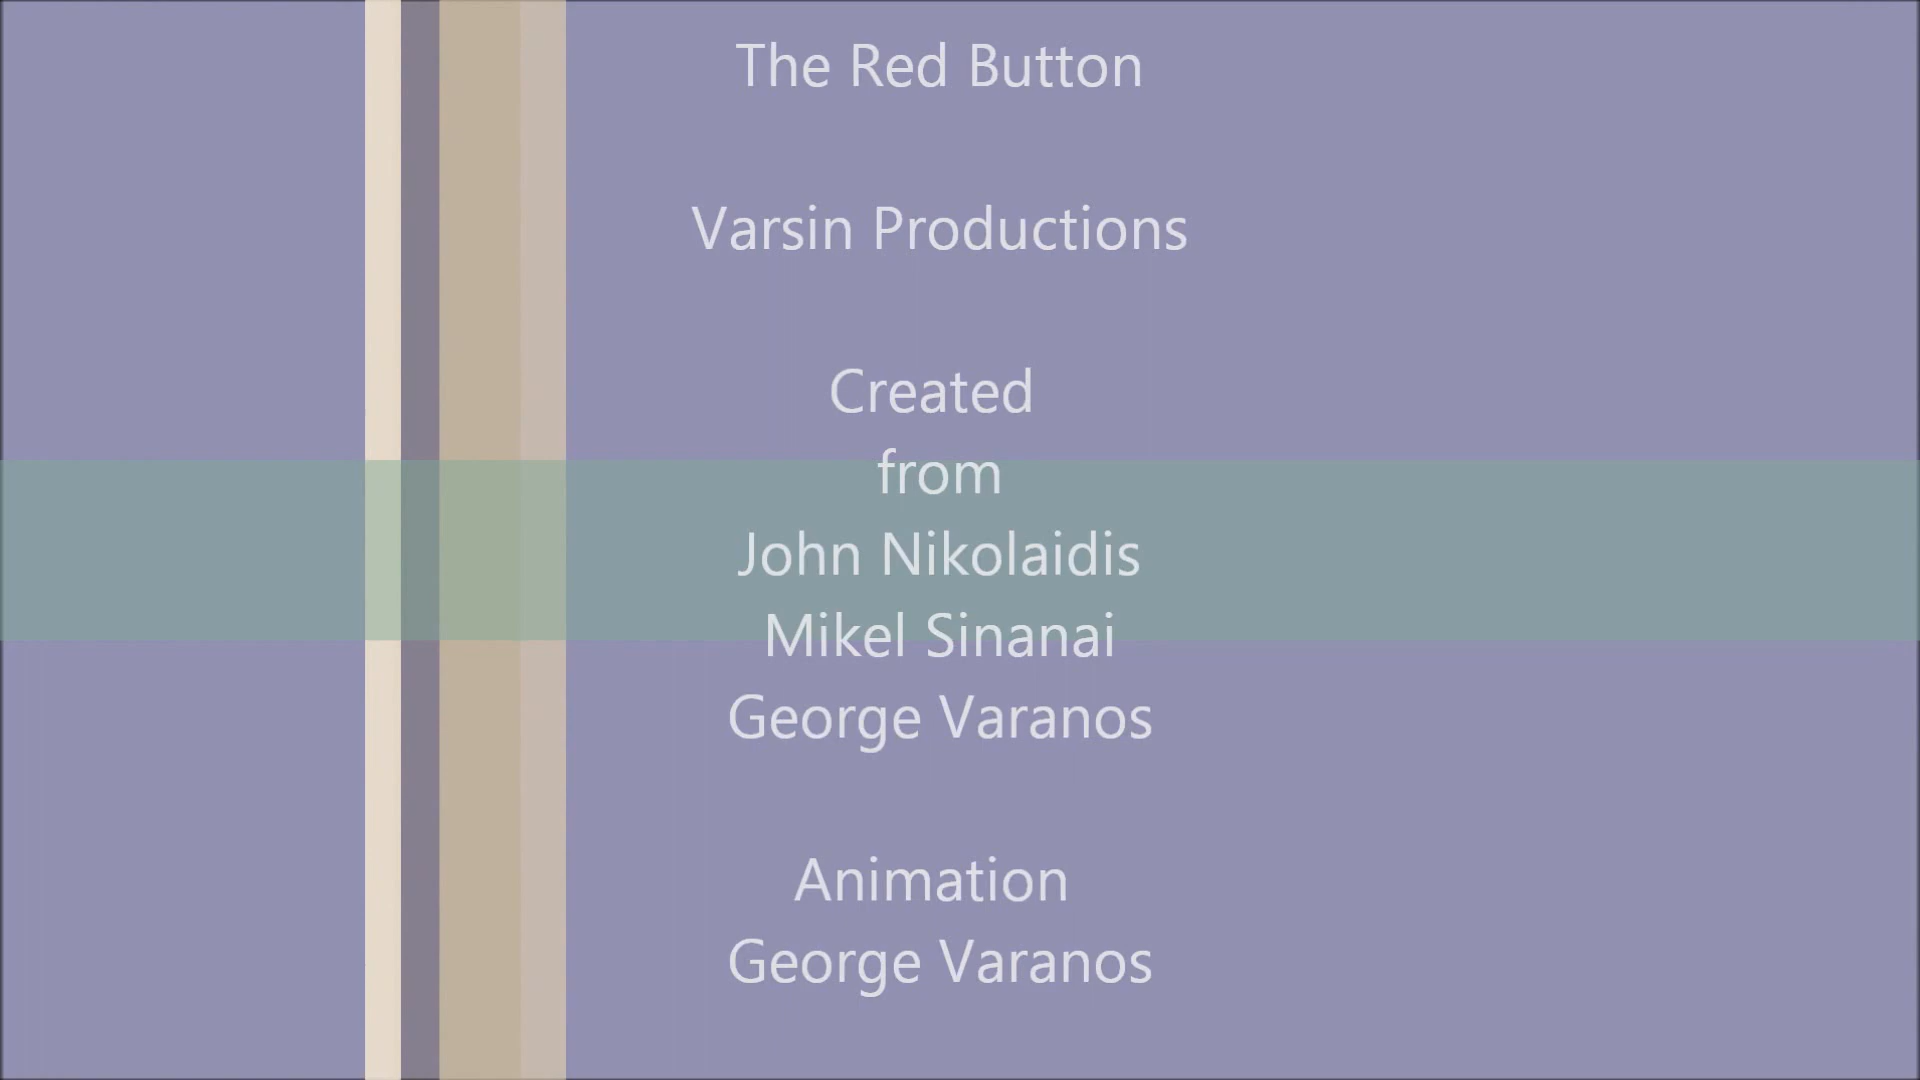 The Red Button
Varsin Productions
Created
from
John Nikolaidis
Mikel Sinanai
George Varanos
Animation
George Varanos